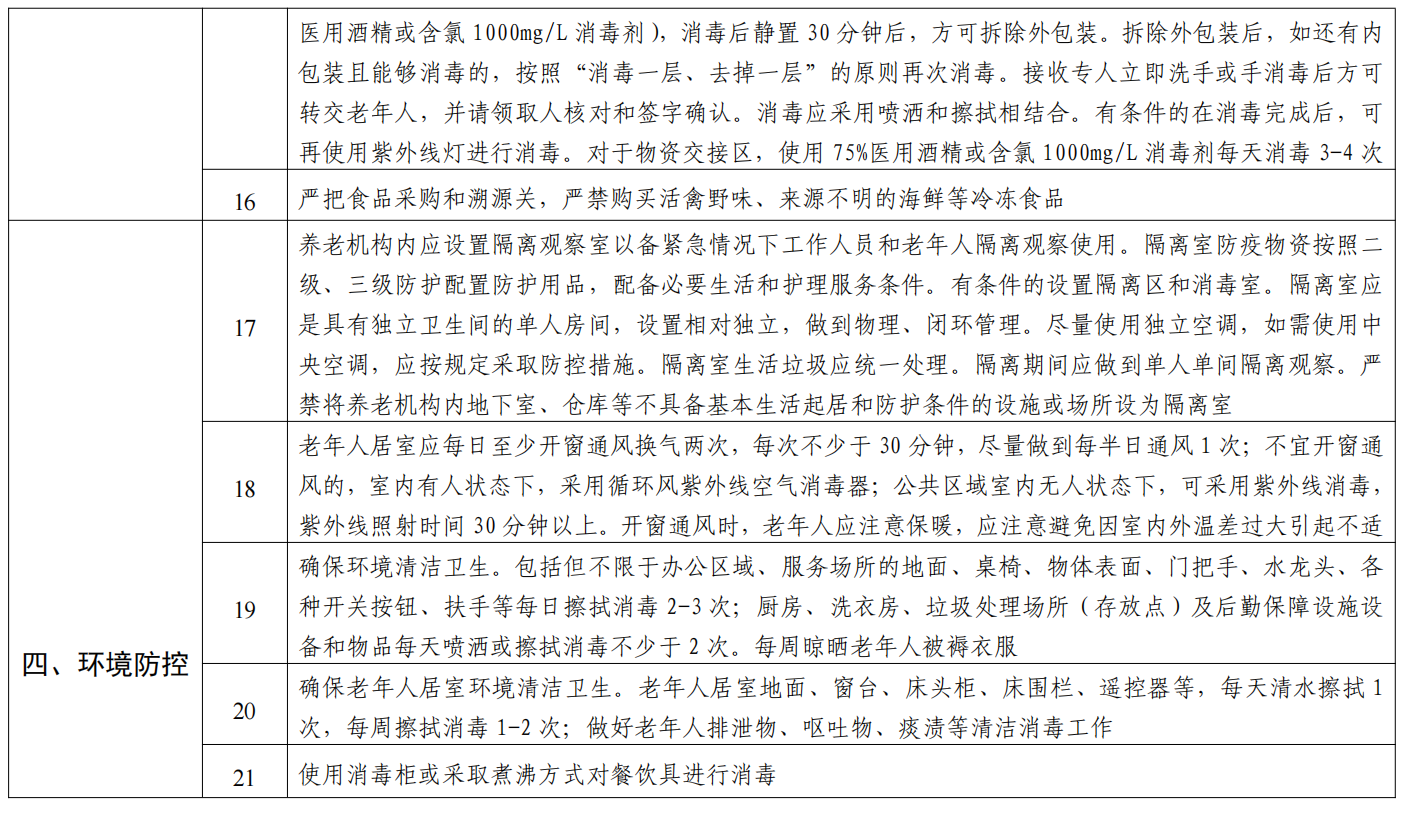 医用酒精或含氯1000mg/L消毒剂），消毒后静置30分钟后，方可拆除外包装。拆除外包装后，如还有内
包装且能够消毒的，按照“消毒一层、去掉一层”的原则再次消毒。接收专人立即洗手或手消毒后方可
转交老年人，并请领取人核对和签字确认。消毒应采用喷洒和擦拭相结合。有条件的在消毒完成后，可
再使用紫外线灯进行消毒。对于物资交接区，使用75%医用酒精或含氯1000mg/L消毒剂每天消毒3-4次
16
严把食品采购和溯源关，严禁购买活禽野味、来源不明的海鲜等冷冻食品
四、环境防控
17
养老机构内应设置隔离观察室以备紧急情况下工作人员和老年人隔离观察使用。隔离室防疫物资按照二
级、三级防护配置防护用品，配备必要生活和护理服务条件。有条件的设置隔离区和消毒室。隔离室应
是具有独立卫生间的单人房间，设置相对独立，做到物理、闭环管理。尽量使用独立空调，如需使用中
央空调，应按规定采取防控措施。隔离室生活垃圾应统一处理。隔离期间应做到单人单间隔离观察。严
禁将养老机构内地下室、仓库等不具备基本生活起居和防护条件的设施或场所设为隔离室
18
老年人居室应每日至少开窗通风换气两次，每次不少于30分钟，尽量做到每半日通风1次；不宜开窗通
风的，室内有人状态下，采用循环风紫外线空气消毒器；公共区域室内无人状态下，可采用紫外线消毒，
紫外线照射时间30分钟以上。开窗通风时，老年人应注意保暖，应注意避免因室内外温差过大引起不适
19
确保环境清洁卫生。包括但不限于办公区域、服务场所的地面、桌椅、物体表面、门把手、水龙头、各
种开关按钮、扶手等每日擦拭消毒2-3次；厨房、洗衣房、垃圾处理场所（存放点）及后勤保障设施设
备和物品每天喷洒或擦拭消毒不少于2次。每周晾晒老年人被褥衣服
20
确保老年人居室环境清洁卫生。老年人居室地面、窗台、床头柜、床围栏、遥控器等，每天清水擦拭1
次，每周擦拭消毒1-2次；做好老年人排泄物、呕吐物、痰渍等清洁消毒工作
21
使用消毒柜或采取煮沸方式对餐饮具进行消毒